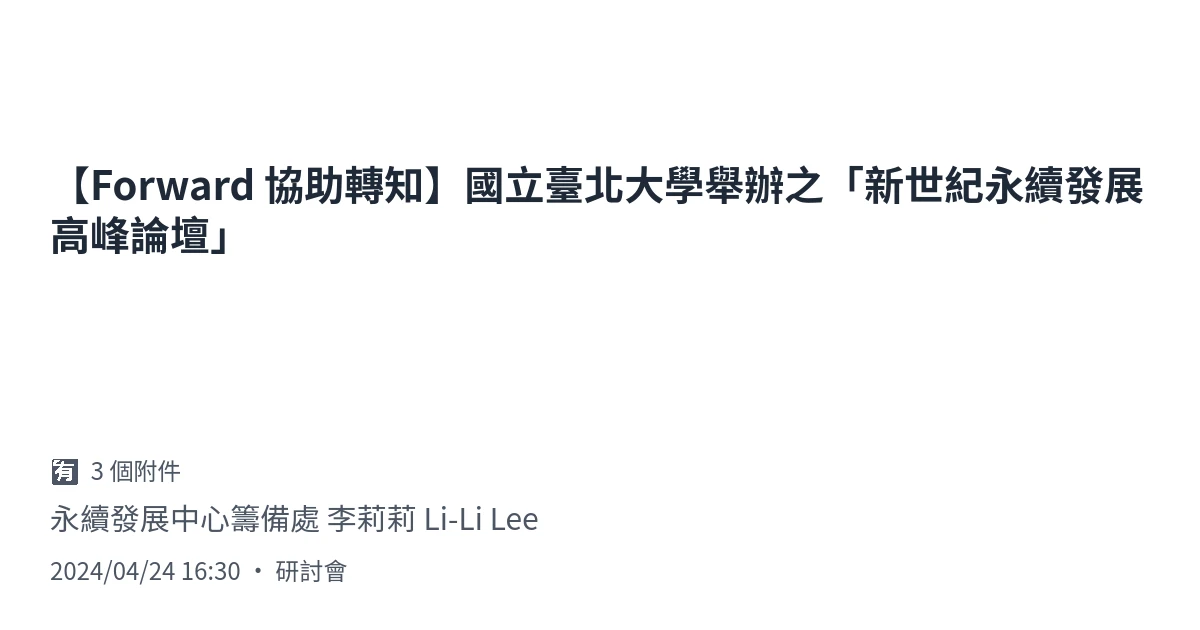 【Forward 協助轉知】國立臺北大學舉辦之「新世紀永續發展
高峰論壇」
🈶 3 個附件
永續發展中心籌備處 李莉莉 Li-Li Lee
2024/04/24 16:30 • 研討會